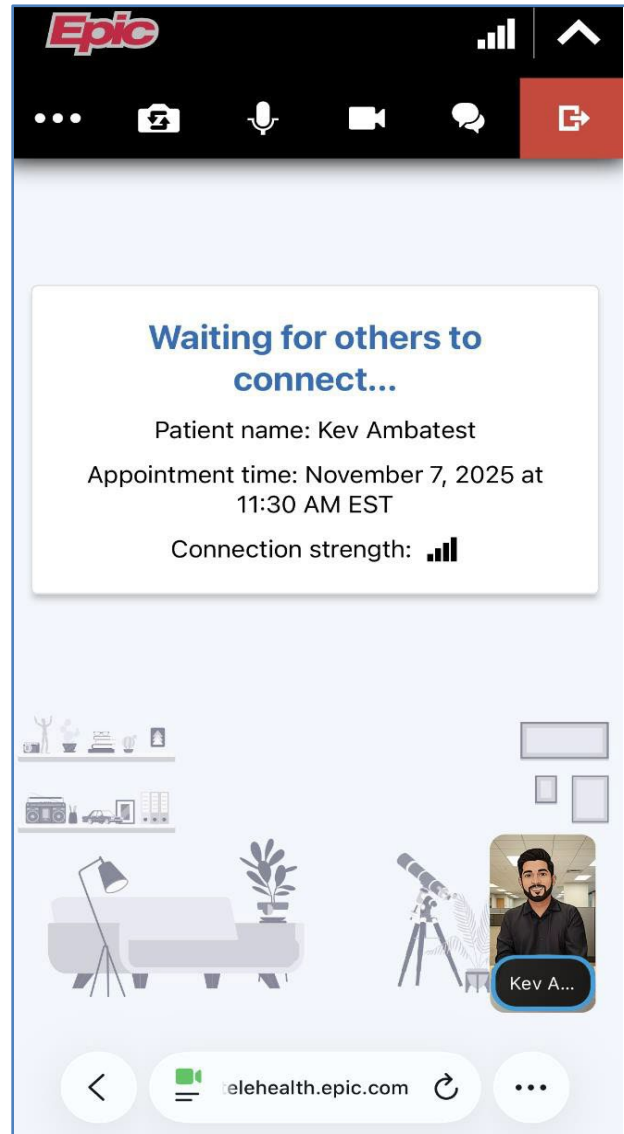 Epic
Waiting for others to
connect...
Patient name: Kev Ambatest
Appointment time: November 7, 2025 at
11:30 AM EST
Connection strength:
Kev A...
telehealth.epic.com